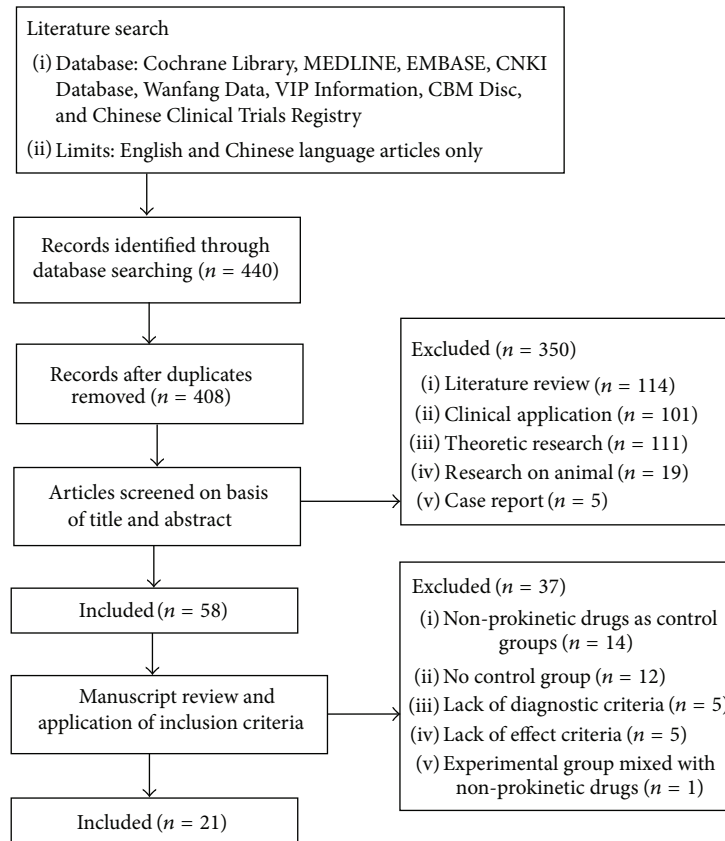 Literature search
(i) Database: Cochrane Library, MEDLINE, EMBASE, CNKI
Database, Wanfang Data, VIP Information, CBM Disc,
and Chinese Clinical Trials Registry
(ii) Limits: English and Chinese language articles only
Records identified through
database searching (n = 440)
Records after duplicates
removed (n = 408)
Articles screened on basis
of title and abstract
Excluded (n = 350)
(i) Literature review (n = 114)
(ii) Clinical application (n = 101)
(iii) Theoretic research (n = 111)
(iv) Research on animal (n = 19)
(v) Case report (n = 5)
Included (n = 58)
Manuscript review and
application of inclusion criteria
Excluded (n = 37)
(i) Non-prokinetic drugs as control
groups (n = 14)
(ii) No control group (n = 12)
(iii) Lack of diagnostic criteria (n = 5)
(iv) Lack of effect criteria (n = 5)
(v) Experimental group mixed with
non-prokinetic drugs (n = 1)
Included (n = 21)